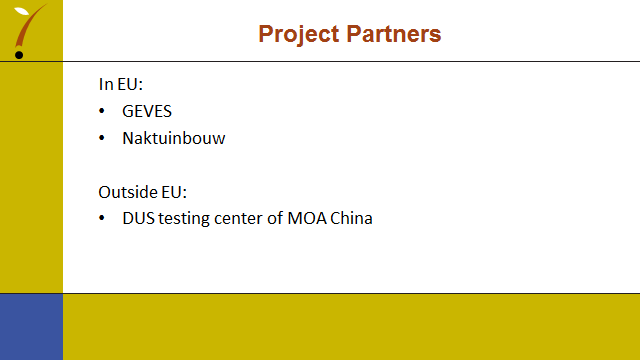 Project Partners
In EU:
• GEVES
• Naktuinbouw
Outside EU:
• DUS testing center of MOA China